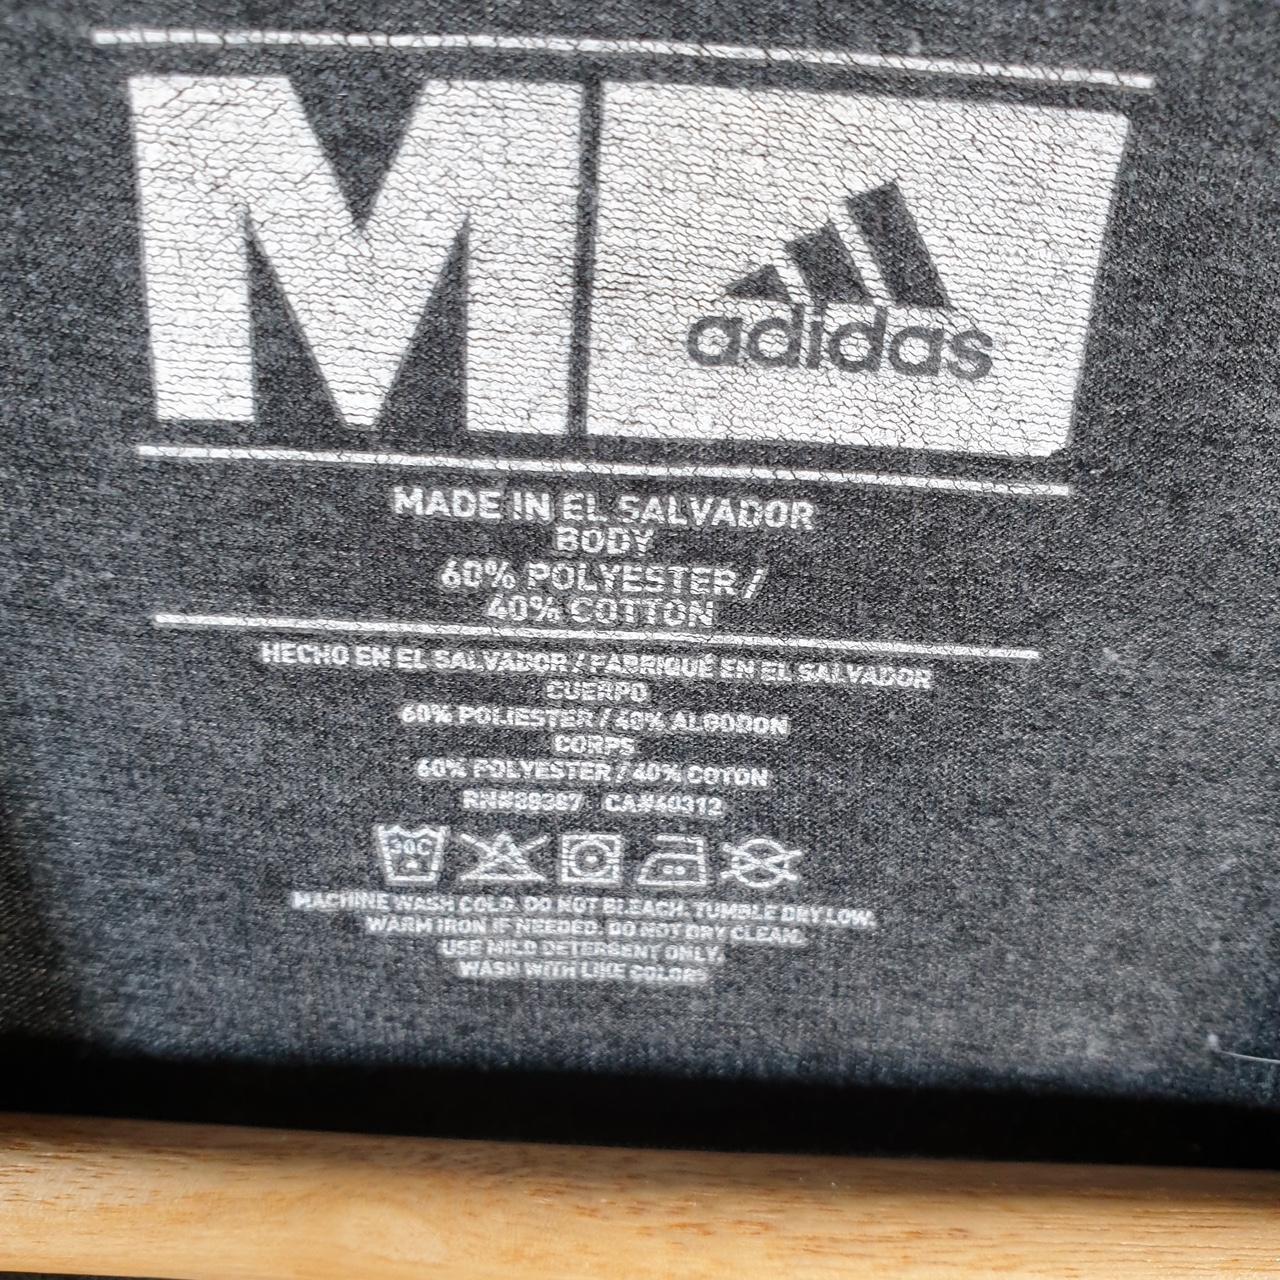 M adidas
MADE IN EL SALVADOR
BODY
60% POLYESTER /
40% COTTON
HECHO EN EL SALVADOR / FABRIQUÉ EN EL SALVADOR
CUERPO
60% POLIESTER / 40% ALGODON
CORPS
60% POLYESTER / 40% COTON
RN#88387 CA#40312
30C
MACHINE WASH COLD. DO NOT BLEACH. TUMBLE DRY LOW.
WARM IRON IF NEEDED. DO NOT DRY CLEAN.
USE MILD DETERGENT ONLY.
WASH WITH LIKE COLORS